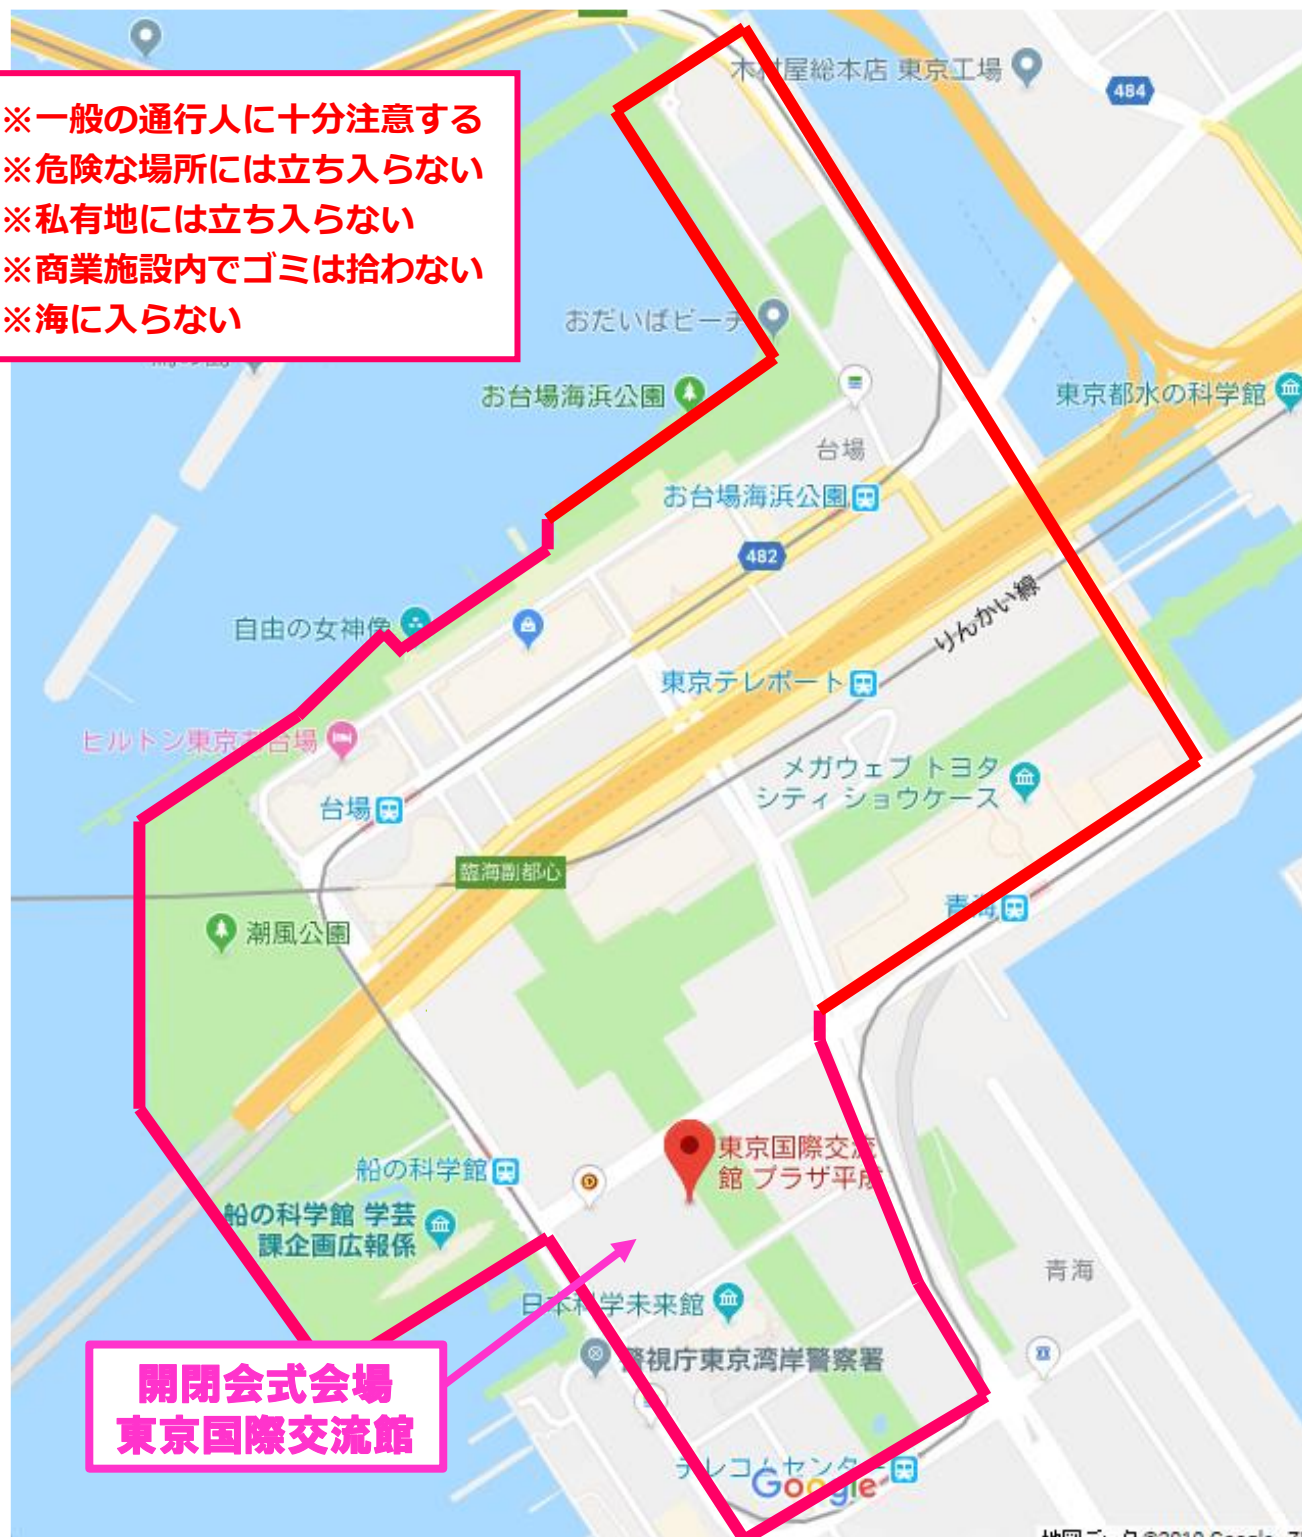 ※一般の通行人に十分注意する
※危険な場所には立ち入らない
※私有地には立ち入らない
※商業施設内でゴミは拾わない
※海に入らない
木村屋総本店 東京工場
484
おだいばビーチ
お台場海浜公園
東京都水の科学館
台場
お台場海浜公園
482
りんかい線
自由の女神像
東京テレポート
ヒルトン東京お台場
メガウェブ トヨタ
シティ ショウケース
台場
臨海副都心
青海
潮風公園
東京国際交流
館 プラザ平成
船の科学館
船の科学館 学芸
課企画広報係
青海
日本科学未来館
警視庁東京湾岸警察署
開閉会式会場
東京国際交流館
テレコムセンター
Google